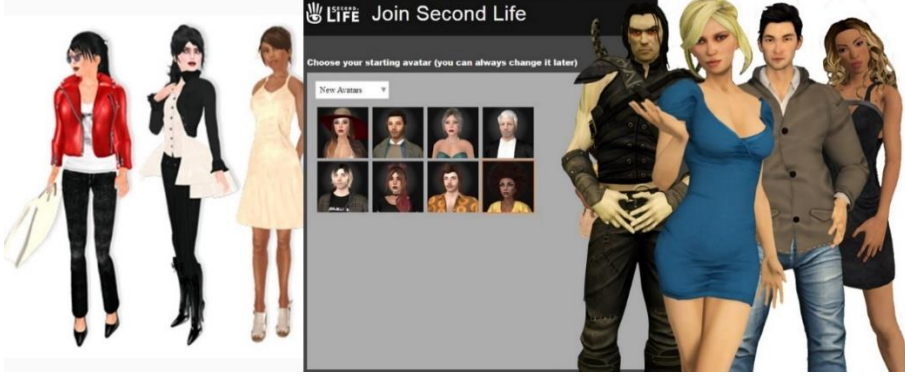 SECOND
LIFE Join Second Life
Choose your starting avatar (you can always change it later)
New Avatars